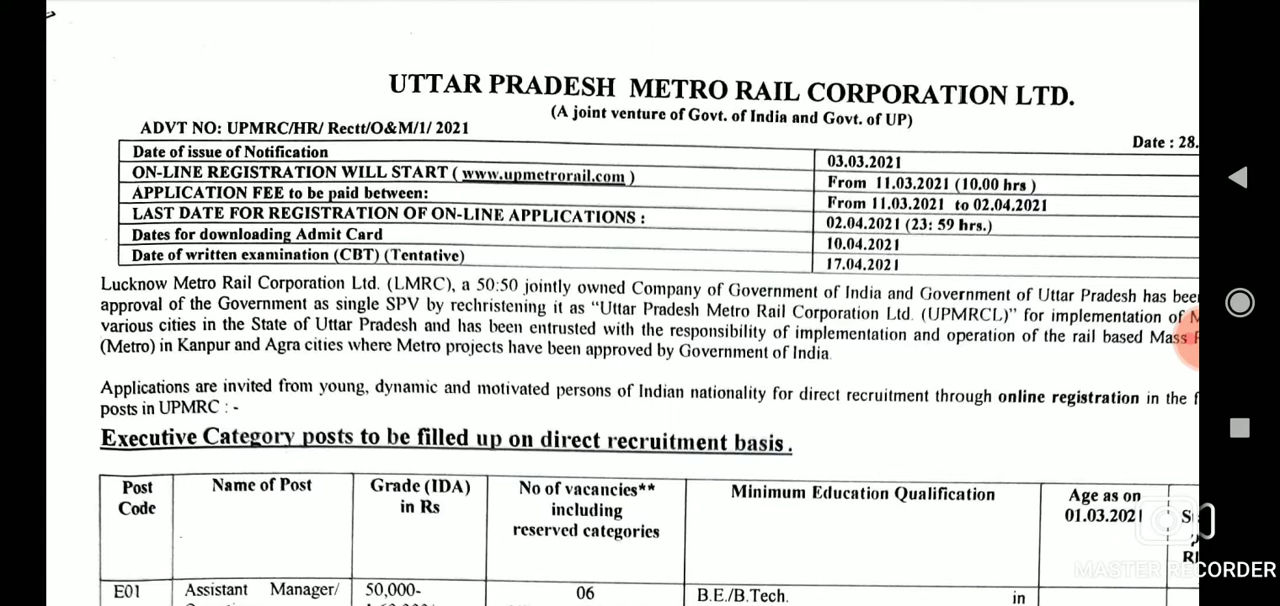 UTTAR PRADESH METRO RAIL CORPORATION LTD.
(A joint venture of Govt. of India and Govt. of UP)
ADVT NO: UPMRC/HR/ Rectt/O&M/1/ 2021
Date : 28.
Date of issue of Notification 03.03.2021
ON-LINE REGISTRATION WILL START ( www.upmetrorail.com ) From 11.03.2021 (10.00 hrs )
APPLICATION FEE to be paid between: From 11.03.2021 to 02.04.2021
LAST DATE FOR REGISTRATION OF ON-LINE APPLICATIONS : 02.04.2021 (23: 59 hrs.)
Dates for downloading Admit Card 10.04.2021
Date of written examination (CBT) (Tentative) 17.04.2021
Lucknow Metro Rail Corporation Ltd. (LMRC), a 50:50 jointly owned Company of Government of India and Government of Uttar Pradesh has bee
approval of the Government as single SPV by rechristening it as “Uttar Pradesh Metro Rail Corporation Ltd. (UPMRCL)” for implementation of M
various cities in the State of Uttar Pradesh and has been entrusted with the responsibility of implementation and operation of the rail based Mass
(Metro) in Kanpur and Agra cities where Metro projects have been approved by Government of India.
Applications are invited from young, dynamic and motivated persons of Indian nationality for direct recruitment through online registration in the f
posts in UPMRC : -
Executive Category posts to be filled up on direct recruitment basis .
Post Name of Post Grade (IDA) No of vacancies** Minimum Education Qualification Age as on
Code in Rs including 01.03.2021
reserved categories
E01 Assistant Manager/ 50,000- 06 B.E./B.Tech. in
MASTER RECORDER